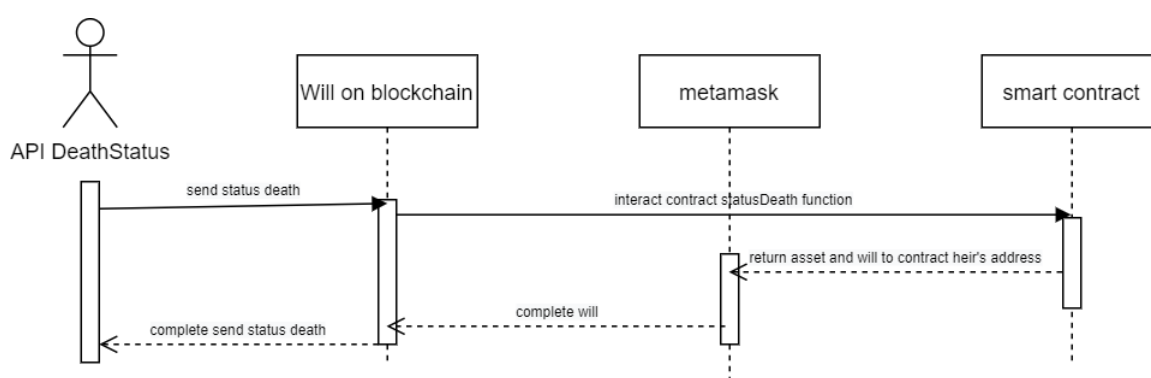 Will on blockchain
metamask
smart contract
API DeathStatus
send status death
interact contract statusDeath function
return asset and will to contract heir's address
complete will
complete send status death